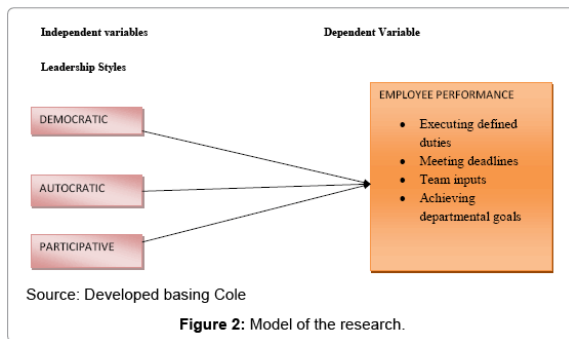 Independent variables
Dependent Variable
Leadership Styles
DEMOCRATIC
AUTOCRATIC
PARTICIPATIVE
EMPLOYEE PERFORMANCE
• Executing defined
duties
• Meeting deadlines
• Team inputs
• Achieving
departmental goals
Source: Developed basing Cole
Figure 2: Model of the research.